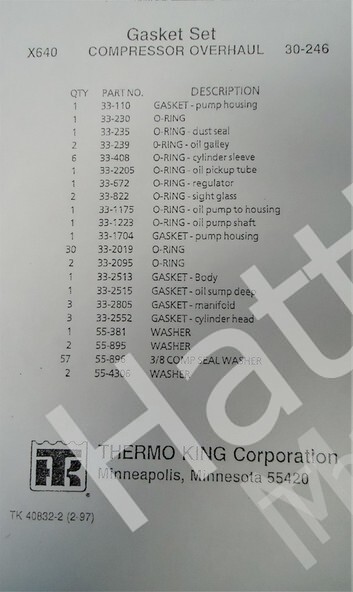 Gasket Set
X640 COMPRESSOR OVERHAUL 30-246
QTY PART NO. DESCRIPTION
1 33-110 GASKET - pump housing
1 33-230 O-RING
1 33-235 O-RING - dust seal
2 33-239 O-RING - oil galley
6 33-408 O-RING - cylinder sleeve
1 33-2205 O-RING - oil pickup tube
1 33-672 O-RING - regulator
2 33-822 O-RING - sight glass
1 33-1175 O-RING - oil pump to housing
1 33-1223 O-RING - oil pump shaft
1 33-1704 GASKET - pump housing
30 33-2019 O-RING
2 33-2095 O-RING
1 33-2513 GASKET - Body
1 33-2515 GASKET - oil sump deep
3 33-2805 GASKET - manifold
3 33-2552 GASKET - cylinder head
1 55-381 WASHER
2 55-895 WASHER
57 55-896 3/8 COMP SEAL WASHER
2 55-4306 WASHER
THERMO KING Corporation
Minneapolis, Minnesota 55420
TK
®
TK 40832-2 (2-97)
Hatt